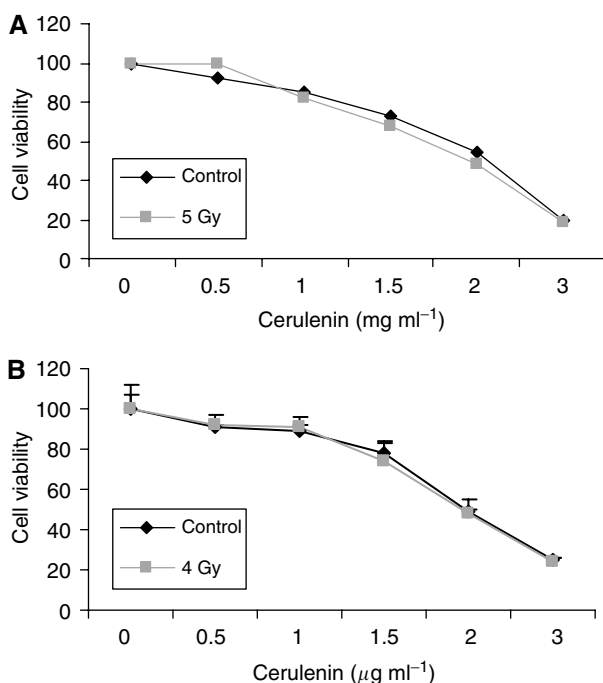 A
120
100
80
60
40
20
0
Cell viability
Control
5 Gy
0 0.5 1 1.5 2 3
Cerulenin (mg ml⁻¹)
B
120
100
80
60
40
20
0
Cell viability
Control
4 Gy
0 0.5 1 1.5 2 3
Cerulenin (μg ml⁻¹)